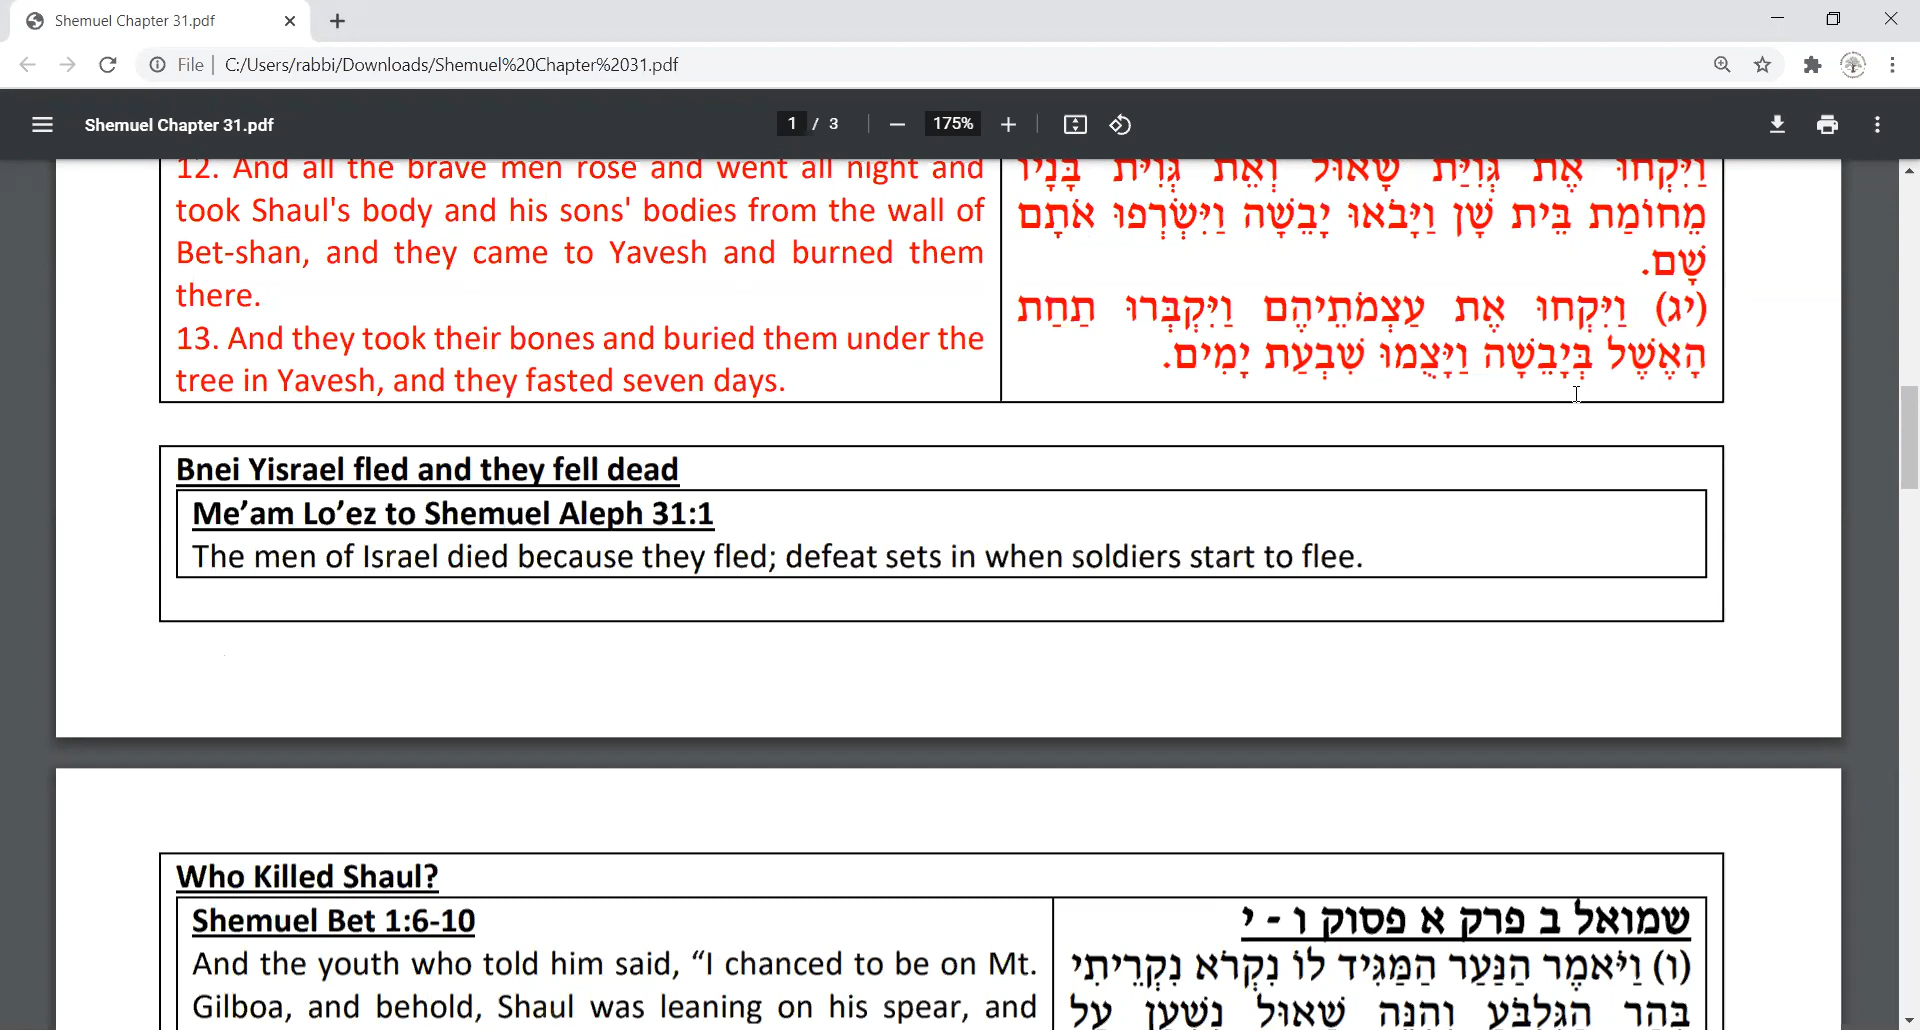 Shemuel Chapter 31.pdf
File | C:/Users/rabbi/Downloads/Shemuel%20Chapter%2031.pdf
Shemuel Chapter 31.pdf
1 / 3
175%
12. And all the brave men rose and went all night and
took Shaul's body and his sons' bodies from the wall of
Bet-shan, and they came to Yavesh and burned them
there.
13. And they took their bones and buried them under the
tree in Yavesh, and they fasted seven days.
וַיִּקְחוּ אֶת גְּוִיַּת שָׁאוּל וְאֵת גְּוִיֹּת בָּנָיו
מֵחוֹמַת בֵּית שָׁן וַיָּבֹאוּ יָבֵשָׁה וַיִּשְׂרְפוּ אֹתָם
שָׁם.
(יג) וַיִּקְחוּ אֶת עַצְמֹתֵיהֶם וַיִּקְבְּרוּ תַחַת
הָאֶשֶׁל בְּיָבֵשָׁה וַיָּצֻמוּ שִׁבְעַת יָמִים.
Bnei Yisrael fled and they fell dead
Me’am Lo’ez to Shemuel Aleph 31:1
The men of Israel died because they fled; defeat sets in when soldiers start to flee.
Who Killed Shaul?
Shemuel Bet 1:6-10
And the youth who told him said, “I chanced to be on Mt.
Gilboa, and behold, Shaul was leaning on his spear, and
שמואל ב פרק א פסוק ו - י
(ו) וַיֹּאמֶר הַנַּעַר הַמַּגִּיד לוֹ נִקְרֹא נִקְרֵיתִי
בְּהַר הַגִּלְבֹּעַ וְהִנֵּה שָׁאוּל נִשְׁעָן עַל